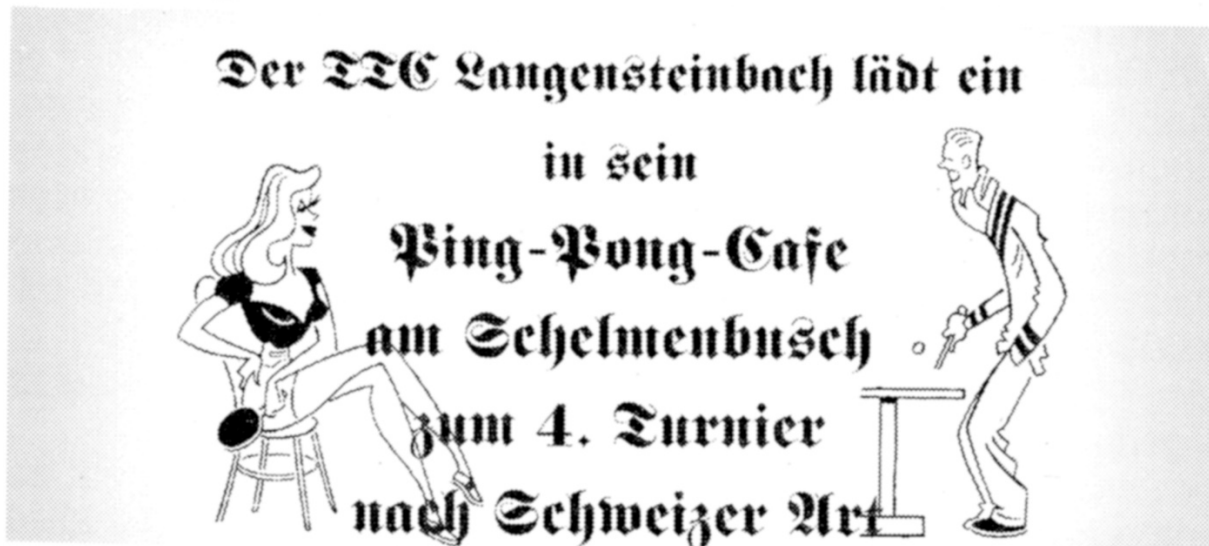 Der TTC Langensteinbach lädt ein
in sein
Ping-Pong-Cafe
am Schelmenbusch
zum 4. Turnier
nach Schweizer Art